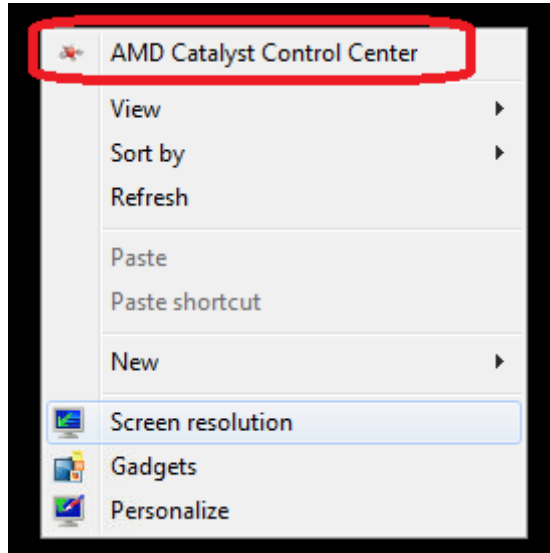 AMD Catalyst Control Center
View
Sort by
Refresh
Paste
Paste shortcut
New
Screen resolution
Gadgets
Personalize